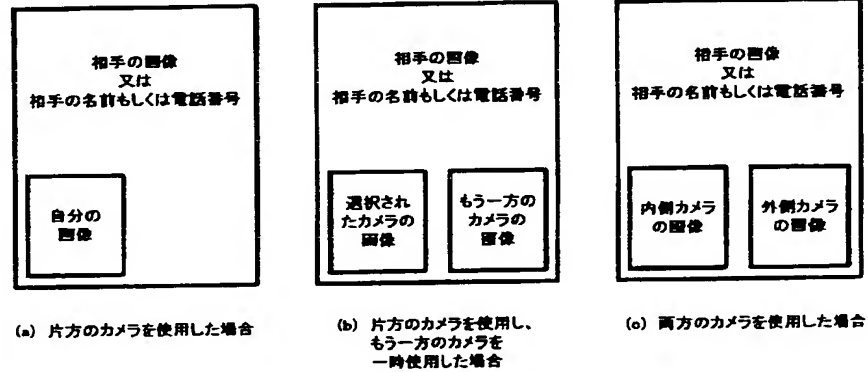 相手の画像
又は
相手の名前もしくは電話番号
自分の
画像
(a) 片方のカメラを使用した場合
相手の画像
又は
相手の名前もしくは電話番号
選択され
たカメラの
画像
もう一方の
カメラの
画像
(b) 片方のカメラを使用し、
もう一方のカメラを
一時使用した場合
相手の画像
又は
相手の名前もしくは電話番号
内側カメラ
の画像
外側カメラ
の画像
(c) 両方のカメラを使用した場合